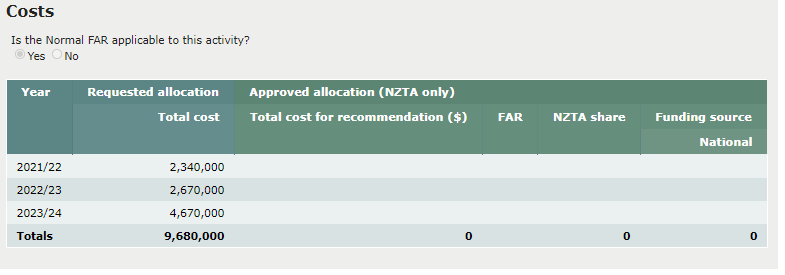 Costs
Is the Normal FAR applicable to this activity?
Yes No
Year Requested allocation Approved allocation (NZTA only)
Total cost Total cost for recommendation ($) FAR NZTA share Funding source
National
2021/22 2,340,000
2022/23 2,670,000
2023/24 4,670,000
Totals 9,680,000 0 0 0